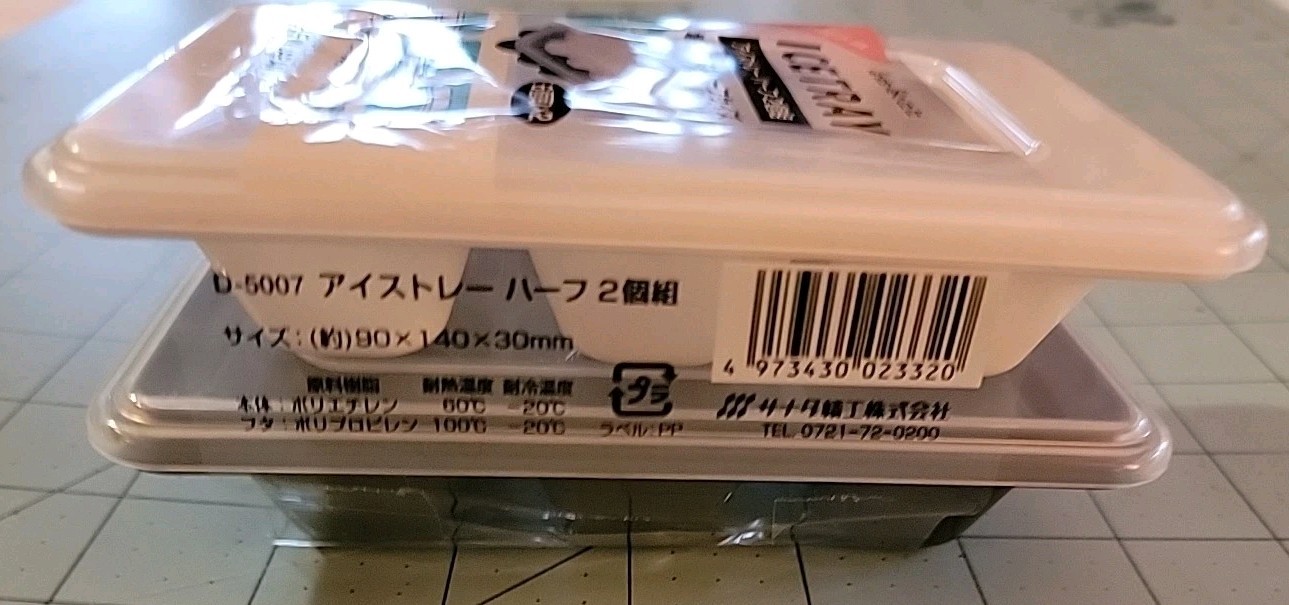 ICETRAY
D-5007 アイストレー ハーフ 2個組
サイズ:(約)90×140×30mm
原料樹脂 耐熱温度 耐冷温度
本体:ポリエチレン 60℃ -20℃
フタ:ポリプロピレン 100℃ -20℃
プラ
ラベル:PP
4 973430 023320
サナダ精工株式会社
TEL.0721-72-0200